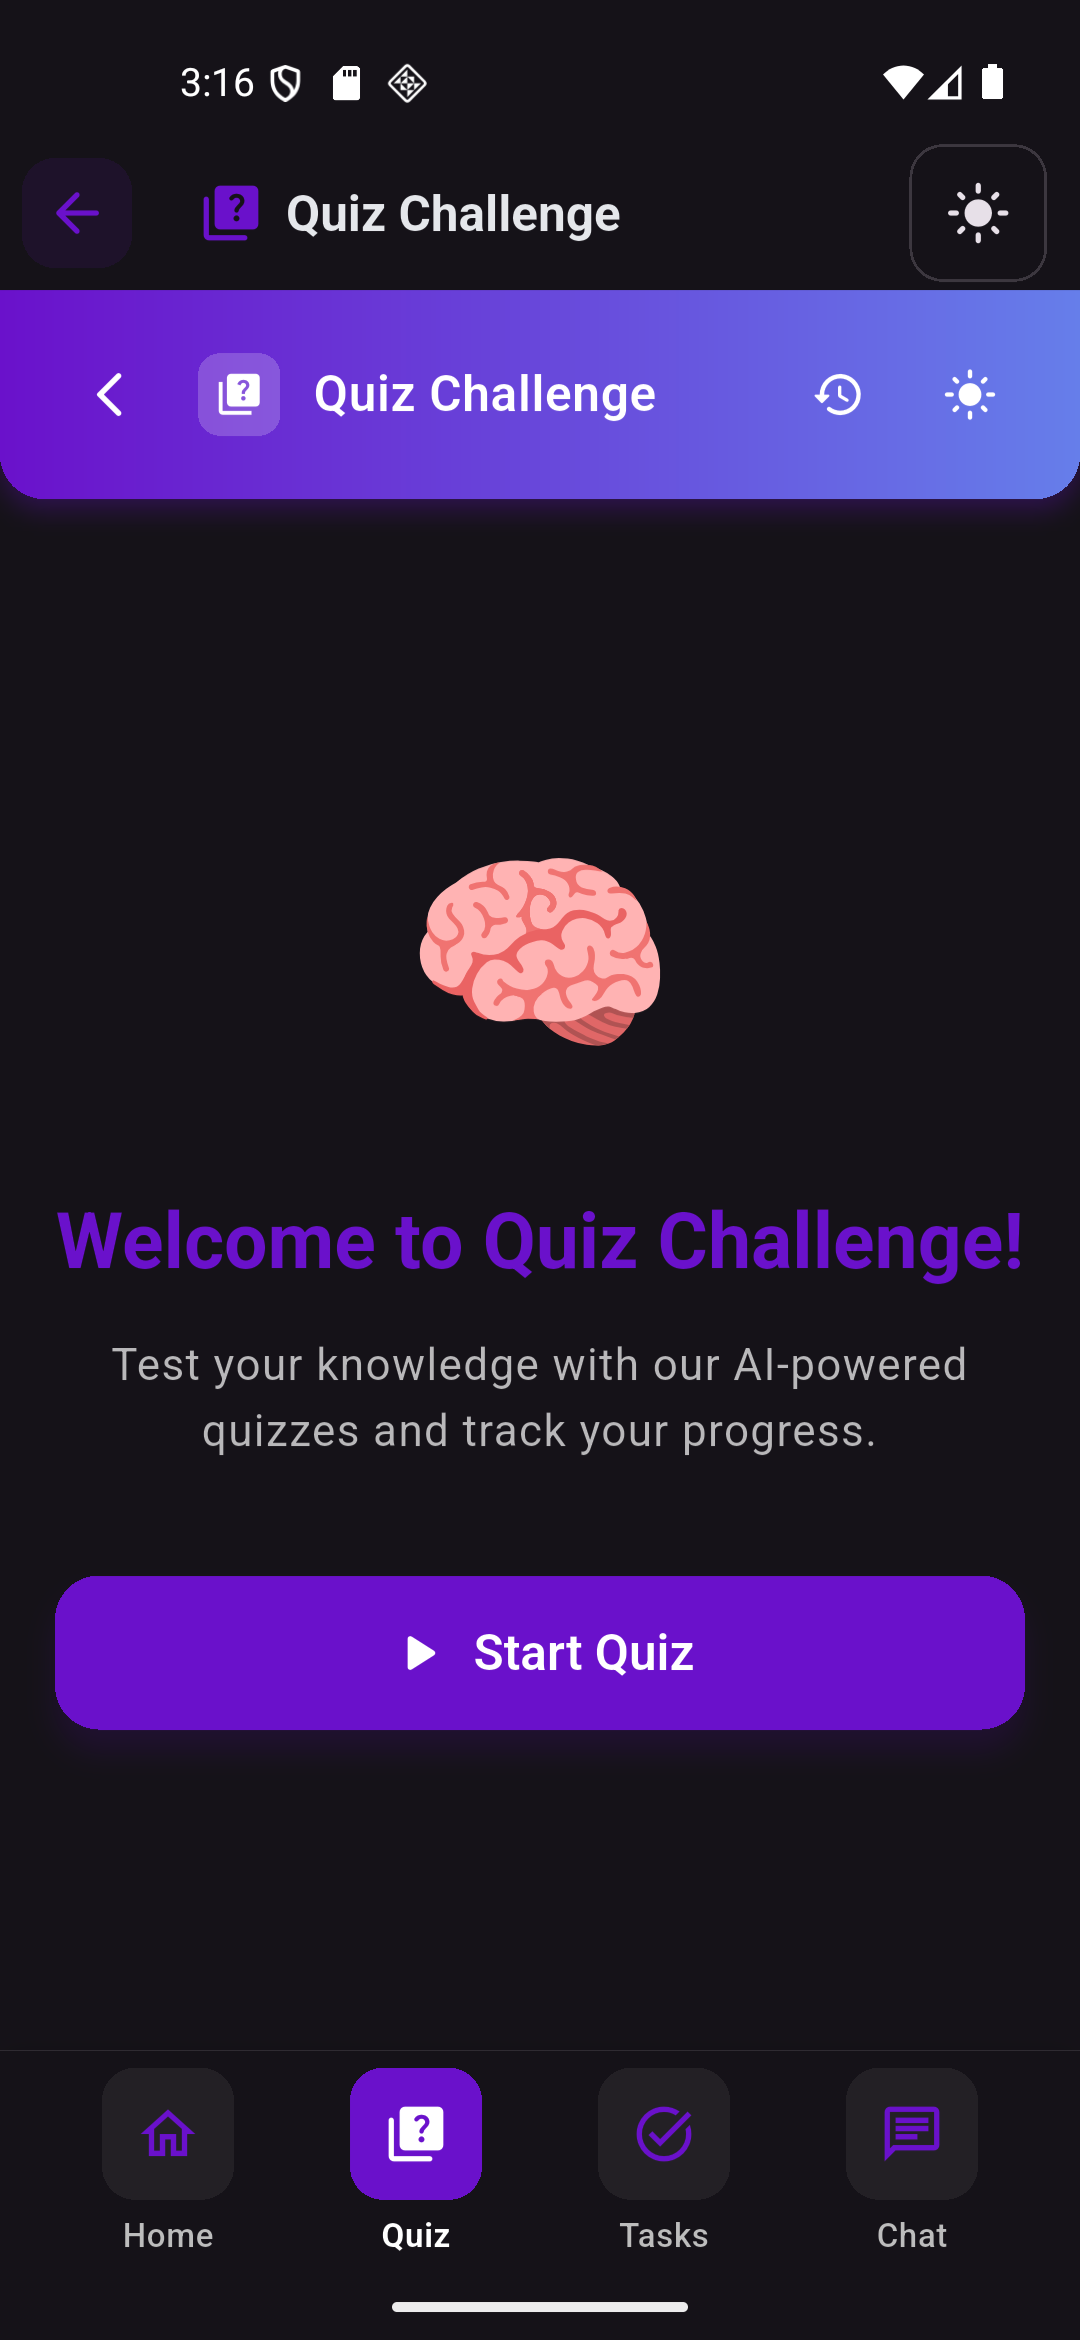 3:16
Quiz Challenge
Quiz Challenge
Welcome to Quiz Challenge!
Test your knowledge with our AI-powered
quizzes and track your progress.
Start Quiz
Home
Quiz
Tasks
Chat